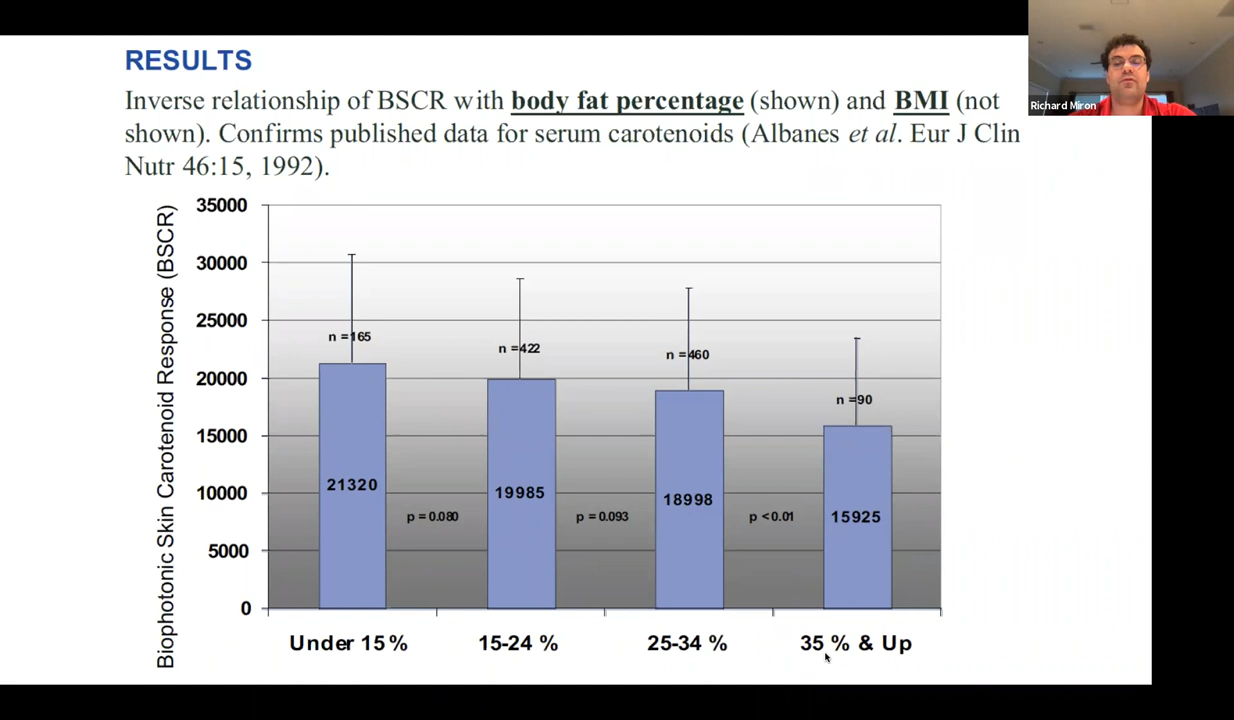 RESULTS
Inverse relationship of BSCR with body fat percentage (shown) and BMI (not
shown). Confirms published data for serum carotenoids (Albanes et al. Eur J Clin
Nutr 46:15, 1992).
Richard Miron
Biophotonic Skin Carotenoid Response (BSCR)
35000
30000
25000
20000
15000
10000
5000
0
n =165
n =422
n =460
n =90
21320
19985
18998
15925
p = 0.080
p = 0.093
p <0.01
Under 15 %
15-24 %
25-34 %
35 % & Up